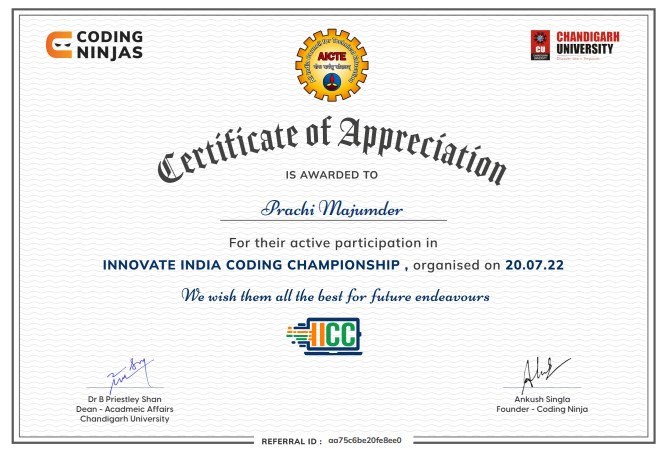 CODING
NINJAS
AICTE
CHANDIGARH
UNIVERSITY
CU
Certificate of Appreciation
IS AWARDED TO
Prachi Majumder
For their active participation in
INNOVATE INDIA CODING CHAMPIONSHIP , organised on 20.07.22
We wish them all the best for future endeavours
IICC
Dr B Priestley Shan
Dean - Acadmeic Affairs
Chandigarh University
Ankush Singla
Founder - Coding Ninja
REFERRAL ID : aa75c6be20fe8ee0